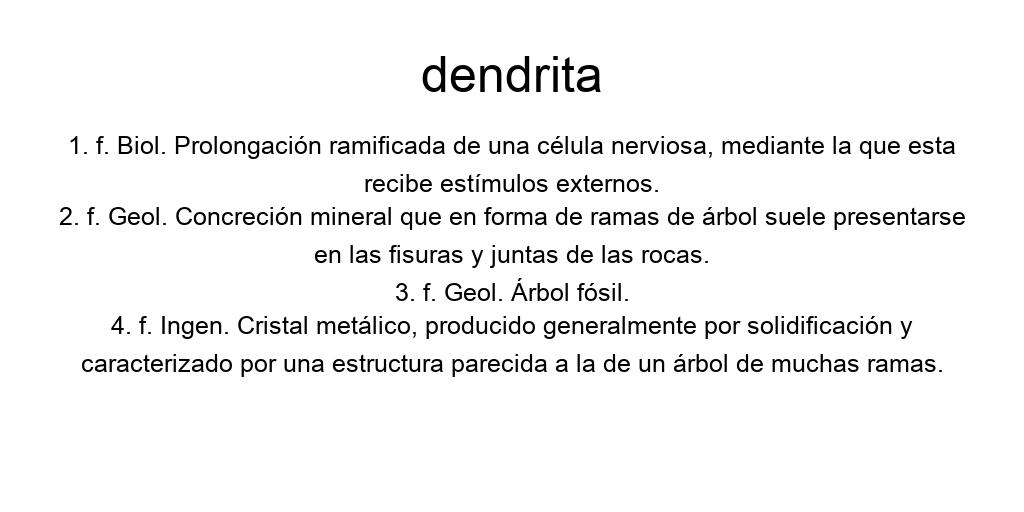 dendrita
1. f. Biol. Prolongación ramificada de una célula nerviosa, mediante la que esta
recibe estímulos externos.
2. f. Geol. Concreción mineral que en forma de ramas de árbol suele presentarse
en las fisuras y juntas de las rocas.
3. f. Geol. Árbol fósil.
4. f. Ingen. Cristal metálico, producido generalmente por solidificación y
caracterizado por una estructura parecida a la de un árbol de muchas ramas.